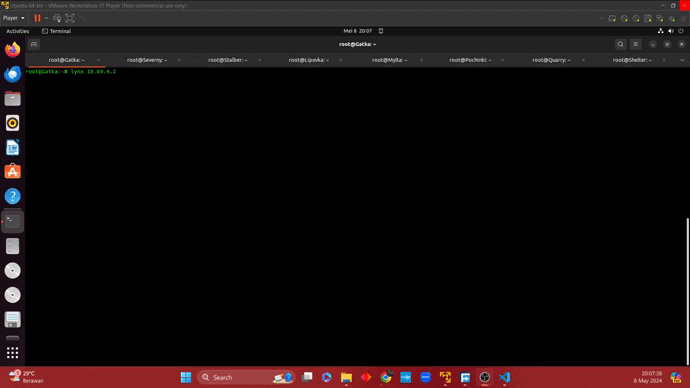 Ubuntu 64-bit - VMware Workstation 17 Player (Non-commercial use only)
Player
Activities
Terminal
Mei 8 20:07
root@Gatka: ~
root@Gatka: ~
root@Severny: ~
root@Stalber: ~
root@Lipovka: ~
root@Mylta: ~
root@Pochinki: ~
root@Quarry: ~
root@Shelter: ~
root@Gatka:~# lynx 10.69.4.2
29°C
Berawan
Search
20:07:38
8 May 2024